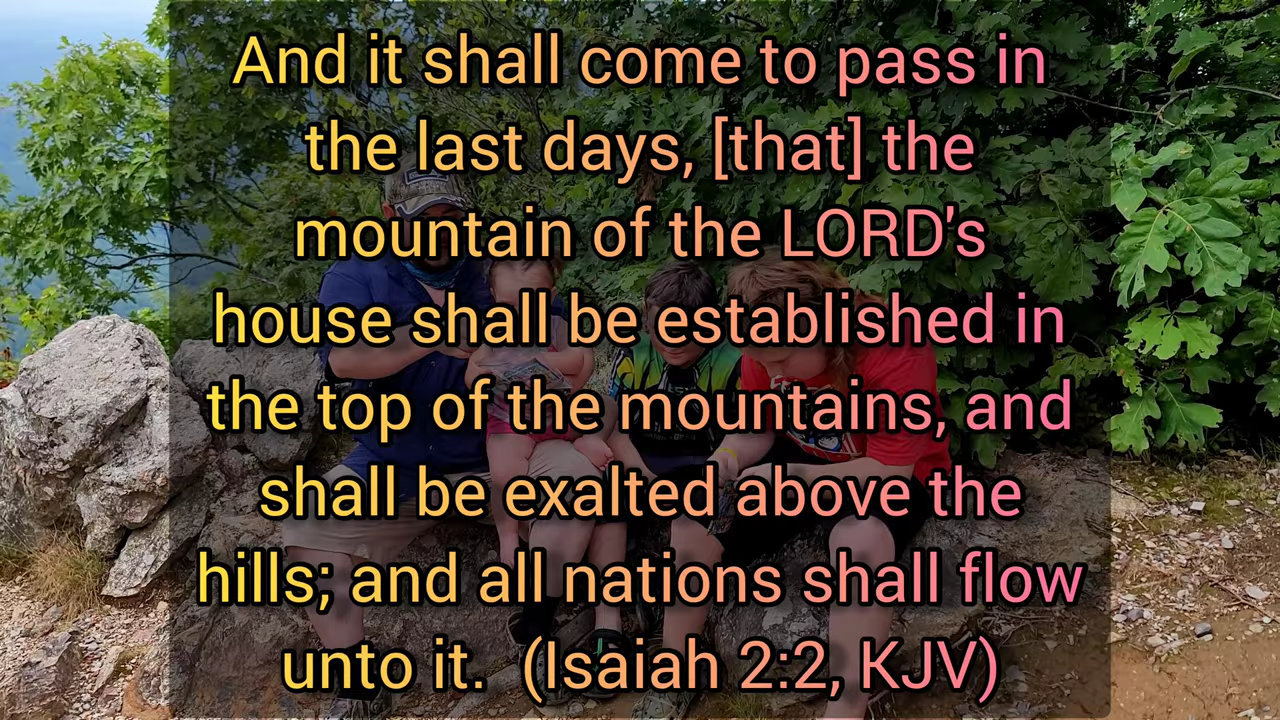 And it shall come to pass in
the last days, [that] the
mountain of the LORD's
house shall be established in
the top of the mountains, and
shall be exalted above the
hills; and all nations shall flow
unto it.  (Isaiah 2:2, KJV)